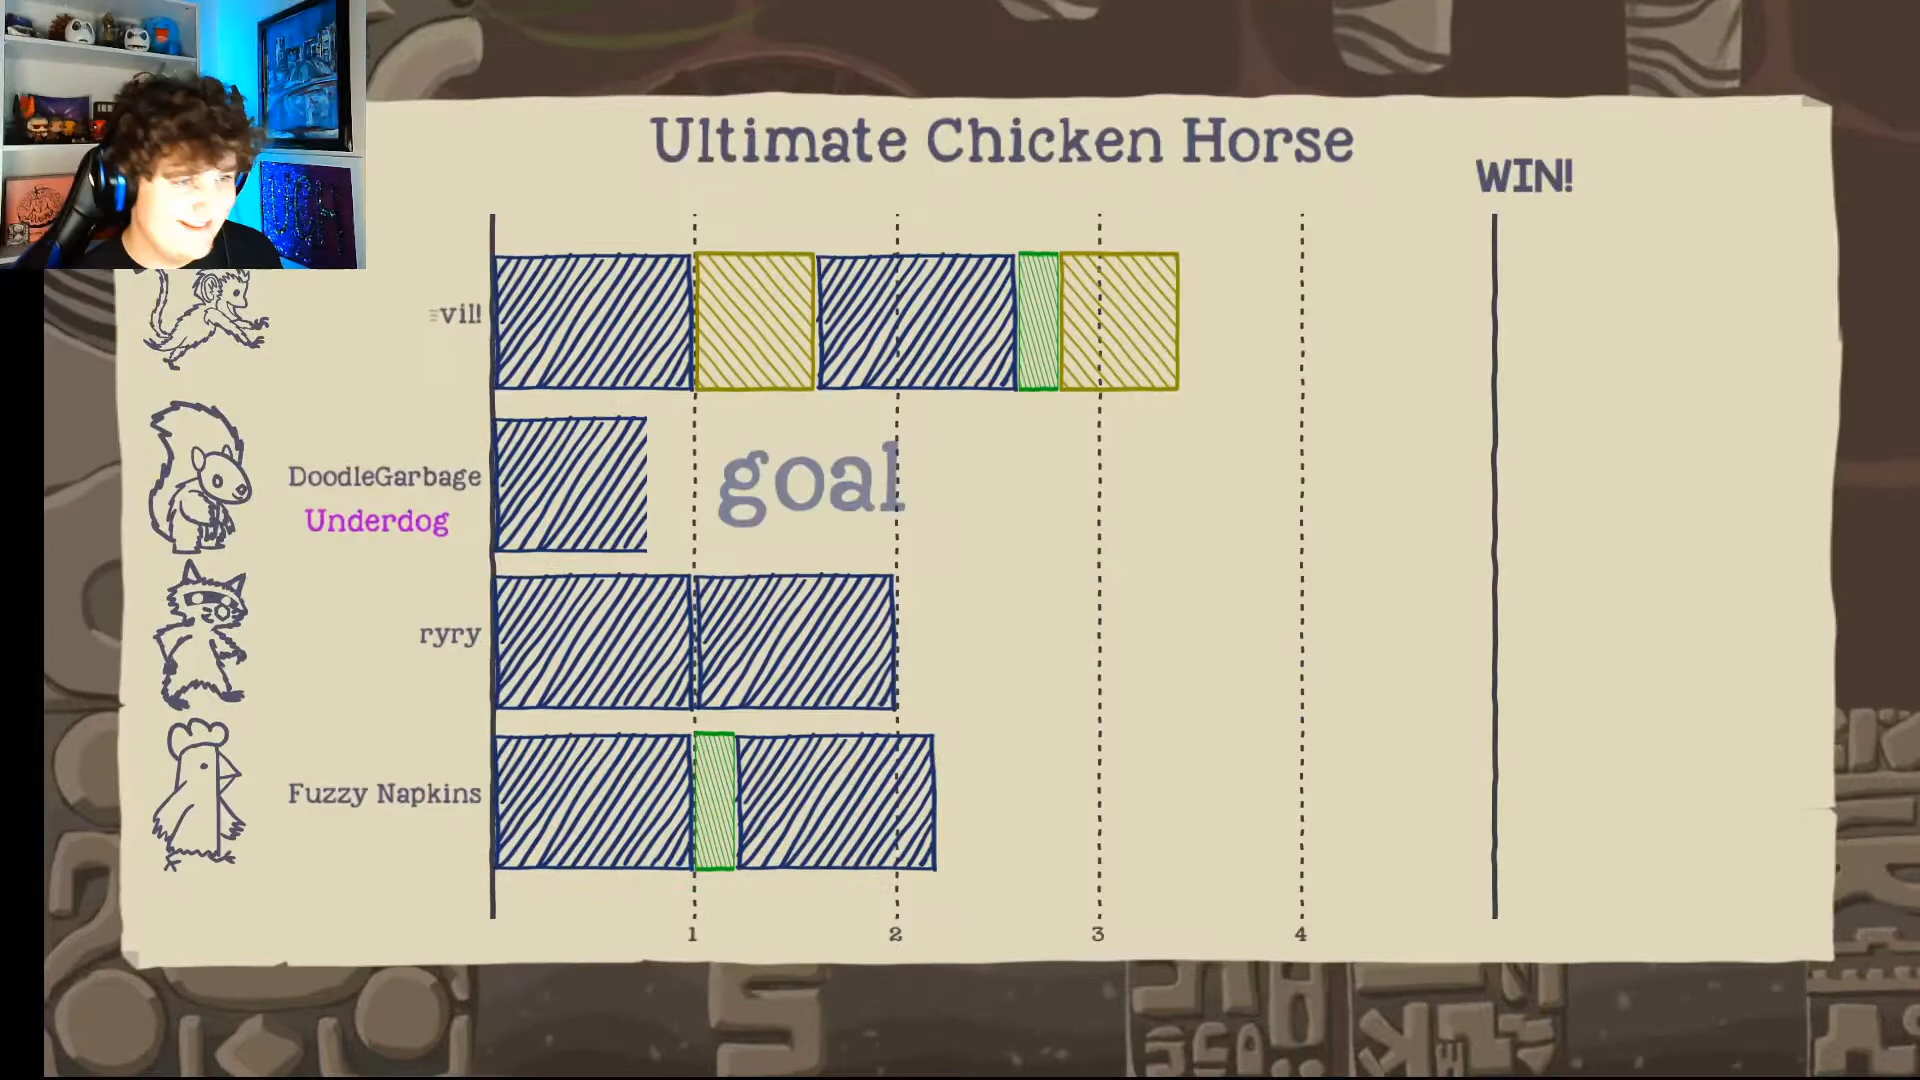 Ultimate Chicken Horse
WIN!
vil!
DoodleGarbage
goal
Underdog
ryry
Fuzzy Napkins
1 2 3 4